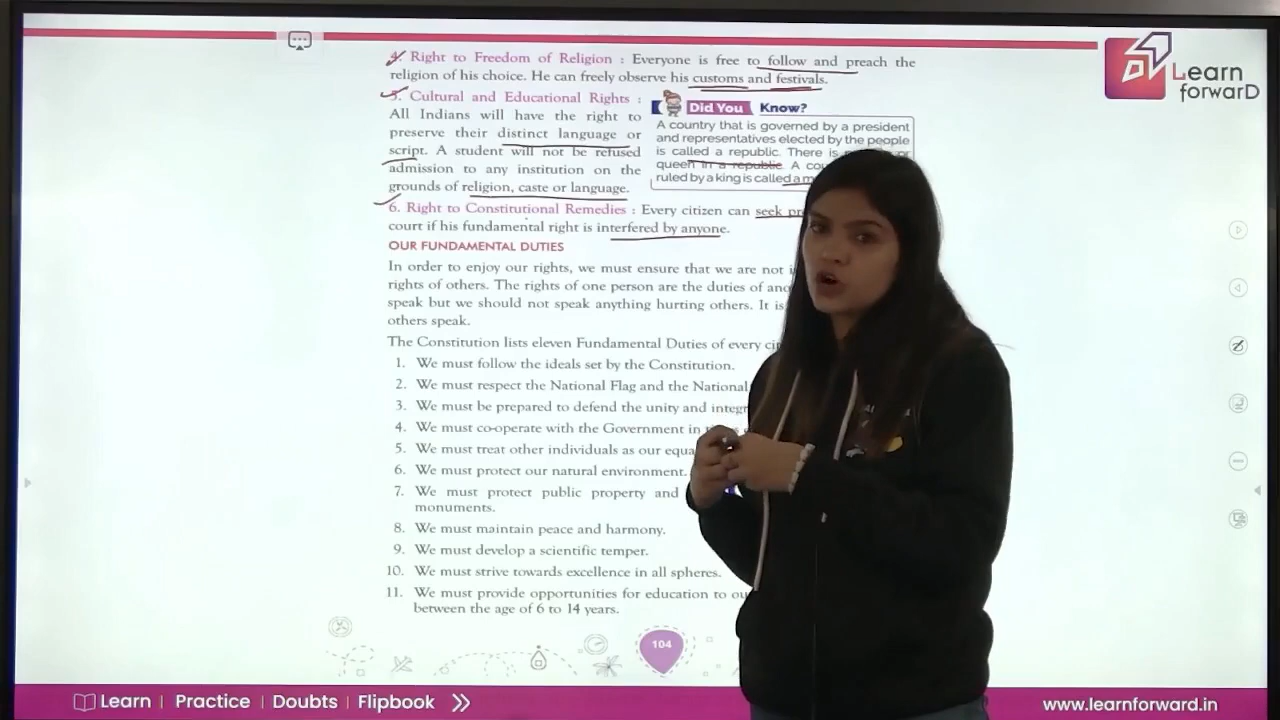 4. Right to Freedom of Religion : Everyone is free to follow and preach the
religion of his choice. He can freely observe his customs and festivals.
5. Cultural and Educational Rights :
All Indians will have the right to
preserve their distinct language or
script. A student will not be refused
admission to any institution on the
grounds of religion, caste or language.
Did You Know?
A country that is governed by a president
and representatives elected by the people
is called a republic. There is
queen in a republic. A
ruled by a king is called a
6. Right to Constitutional Remedies : Every citizen can seek
court if his fundamental right is interfered by anyone.
OUR FUNDAMENTAL DUTIES
In order to enjoy our rights, we must ensure that we are not
rights of others. The rights of one person are the duties of
speak but we should not speak anything hurting others. It is
others speak.
The Constitution lists eleven Fundamental Duties of every
1. We must follow the ideals set by the Constitution.
2. We must respect the National Flag and the National
3. We must be prepared to defend the unity and
4. We must co-operate with the Government in
5. We must treat other individuals as our
6. We must protect our natural environment.
7. We must protect public property and
monuments.
8. We must maintain peace and harmony.
9. We must develop a scientific temper.
10. We must strive towards excellence in all spheres.
11. We must provide opportunities for education to
between the age of 6 to 14 years.
104
Learn
forwarD
Learn | Practice | Doubts | Flipbook
www.learnforward.in